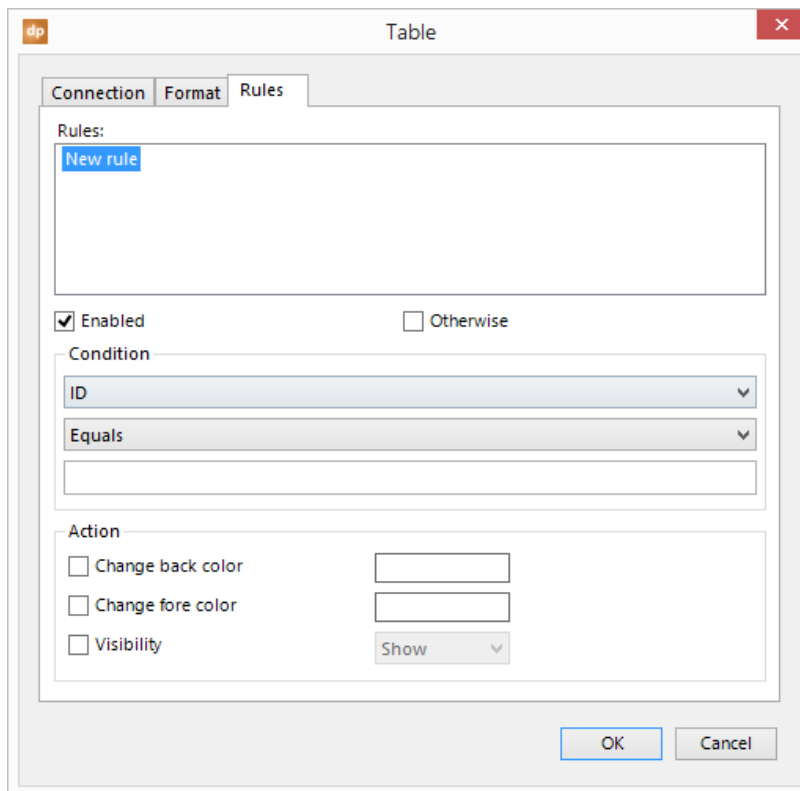 dp
Table
Connection Format Rules
Rules:
New rule
Enabled Otherwise
Condition
ID
Equals
Action
Change back color
Change fore color
Visibility Show
OK Cancel